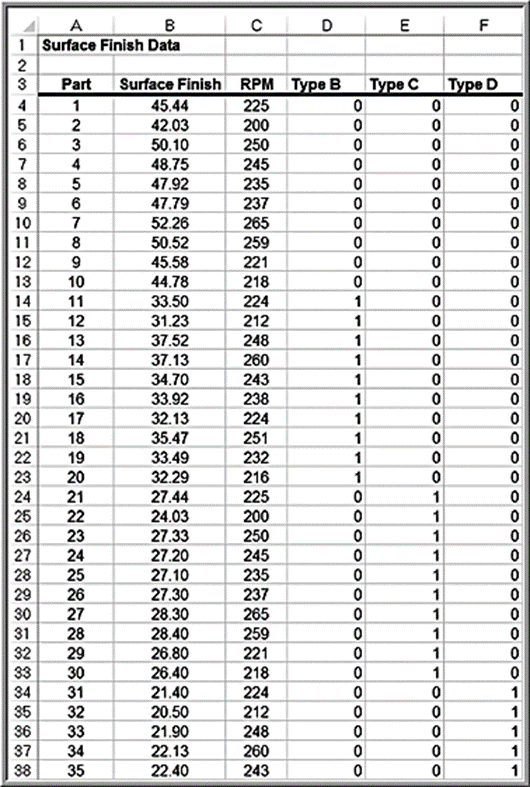 A B C D E F
1 Surface Finish Data
2
3 Part Surface Finish RPM Type B Type C Type D
4 1 45.44 225 0 0 0
5 2 42.03 200 0 0 0
6 3 50.10 250 0 0 0
7 4 48.75 245 0 0 0
8 5 47.92 235 0 0 0
9 6 47.79 237 0 0 0
10 7 52.26 265 0 0 0
11 8 50.52 259 0 0 0
12 9 45.58 221 0 0 0
13 10 44.78 218 0 0 0
14 11 33.50 224 1 0 0
15 12 31.23 212 1 0 0
16 13 37.52 248 1 0 0
17 14 37.13 260 1 0 0
18 15 34.70 243 1 0 0
19 16 33.92 238 1 0 0
20 17 32.13 224 1 0 0
21 18 35.47 251 1 0 0
22 19 33.49 232 1 0 0
23 20 32.29 216 1 0 0
24 21 27.44 225 0 1 0
25 22 24.03 200 0 1 0
26 23 27.33 250 0 1 0
27 24 27.20 245 0 1 0
28 25 27.10 235 0 1 0
29 26 27.30 237 0 1 0
30 27 28.30 265 0 1 0
31 28 28.40 259 0 1 0
32 29 26.80 221 0 1 0
33 30 26.40 218 0 1 0
34 31 21.40 224 0 0 1
35 32 20.50 212 0 0 1
36 33 21.90 248 0 0 1
37 34 22.13 260 0 0 1
38 35 22.40 243 0 0 1